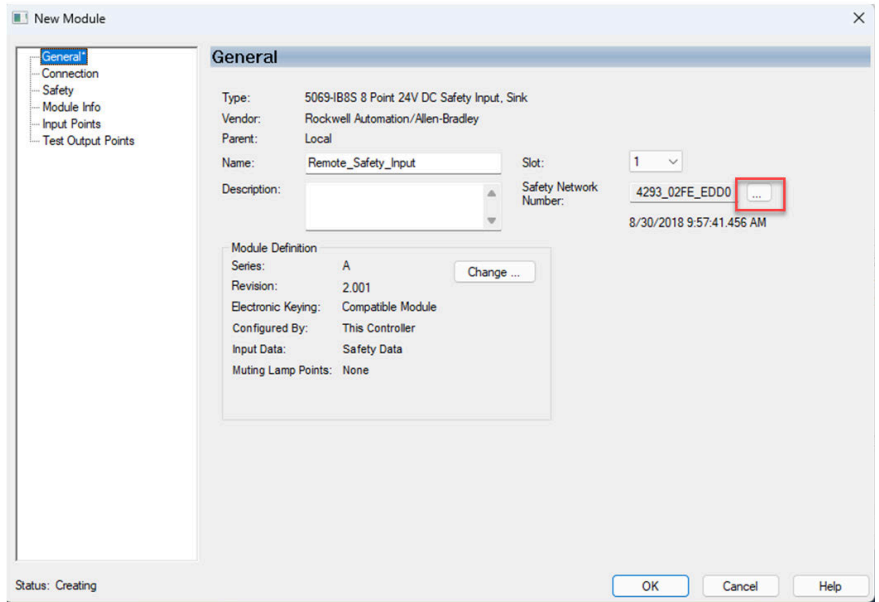 New Module
General*
Connection
Safety
Module Info
Input Points
Test Output Points
General
Type: 5069-IB8S 8 Point 24V DC Safety Input, Sink
Vendor: Rockwell Automation/Allen-Bradley
Parent: Local
Name: Remote_Safety_Input Slot: 1
Description: Safety Network Number: 4293_02FE_EDD0 ...
8/30/2018 9:57:41.456 AM
Module Definition
Series: A Change ...
Revision: 2.001
Electronic Keying: Compatible Module
Configured By: This Controller
Input Data: Safety Data
Muting Lamp Points: None
Status: Creating OK Cancel Help